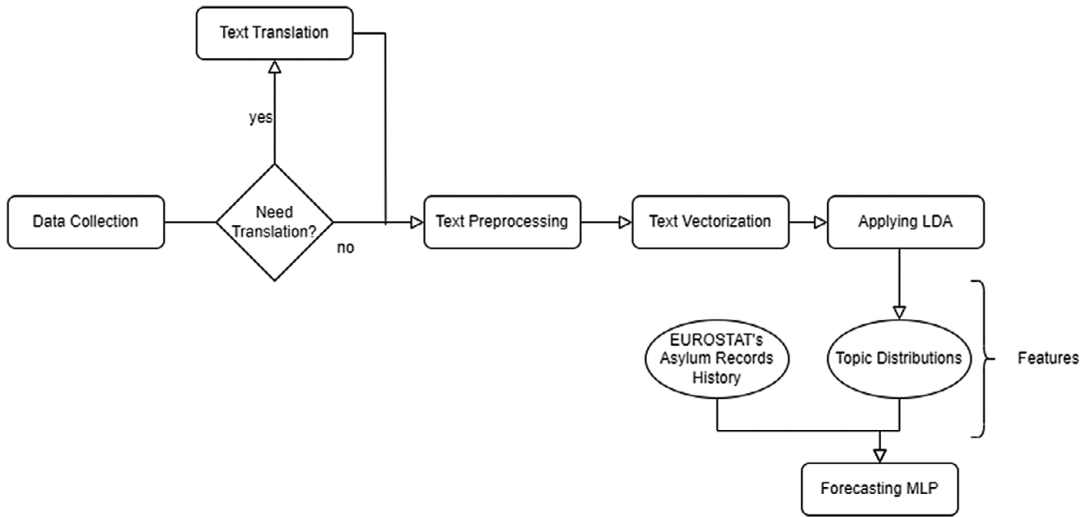 Text Translation
yes
Data Collection
Need
Translation?
no
Text Preprocessing
Text Vectorization
Applying LDA
EUROSTAT's
Asylum Records
History
Topic Distributions
Features
Forecasting MLP